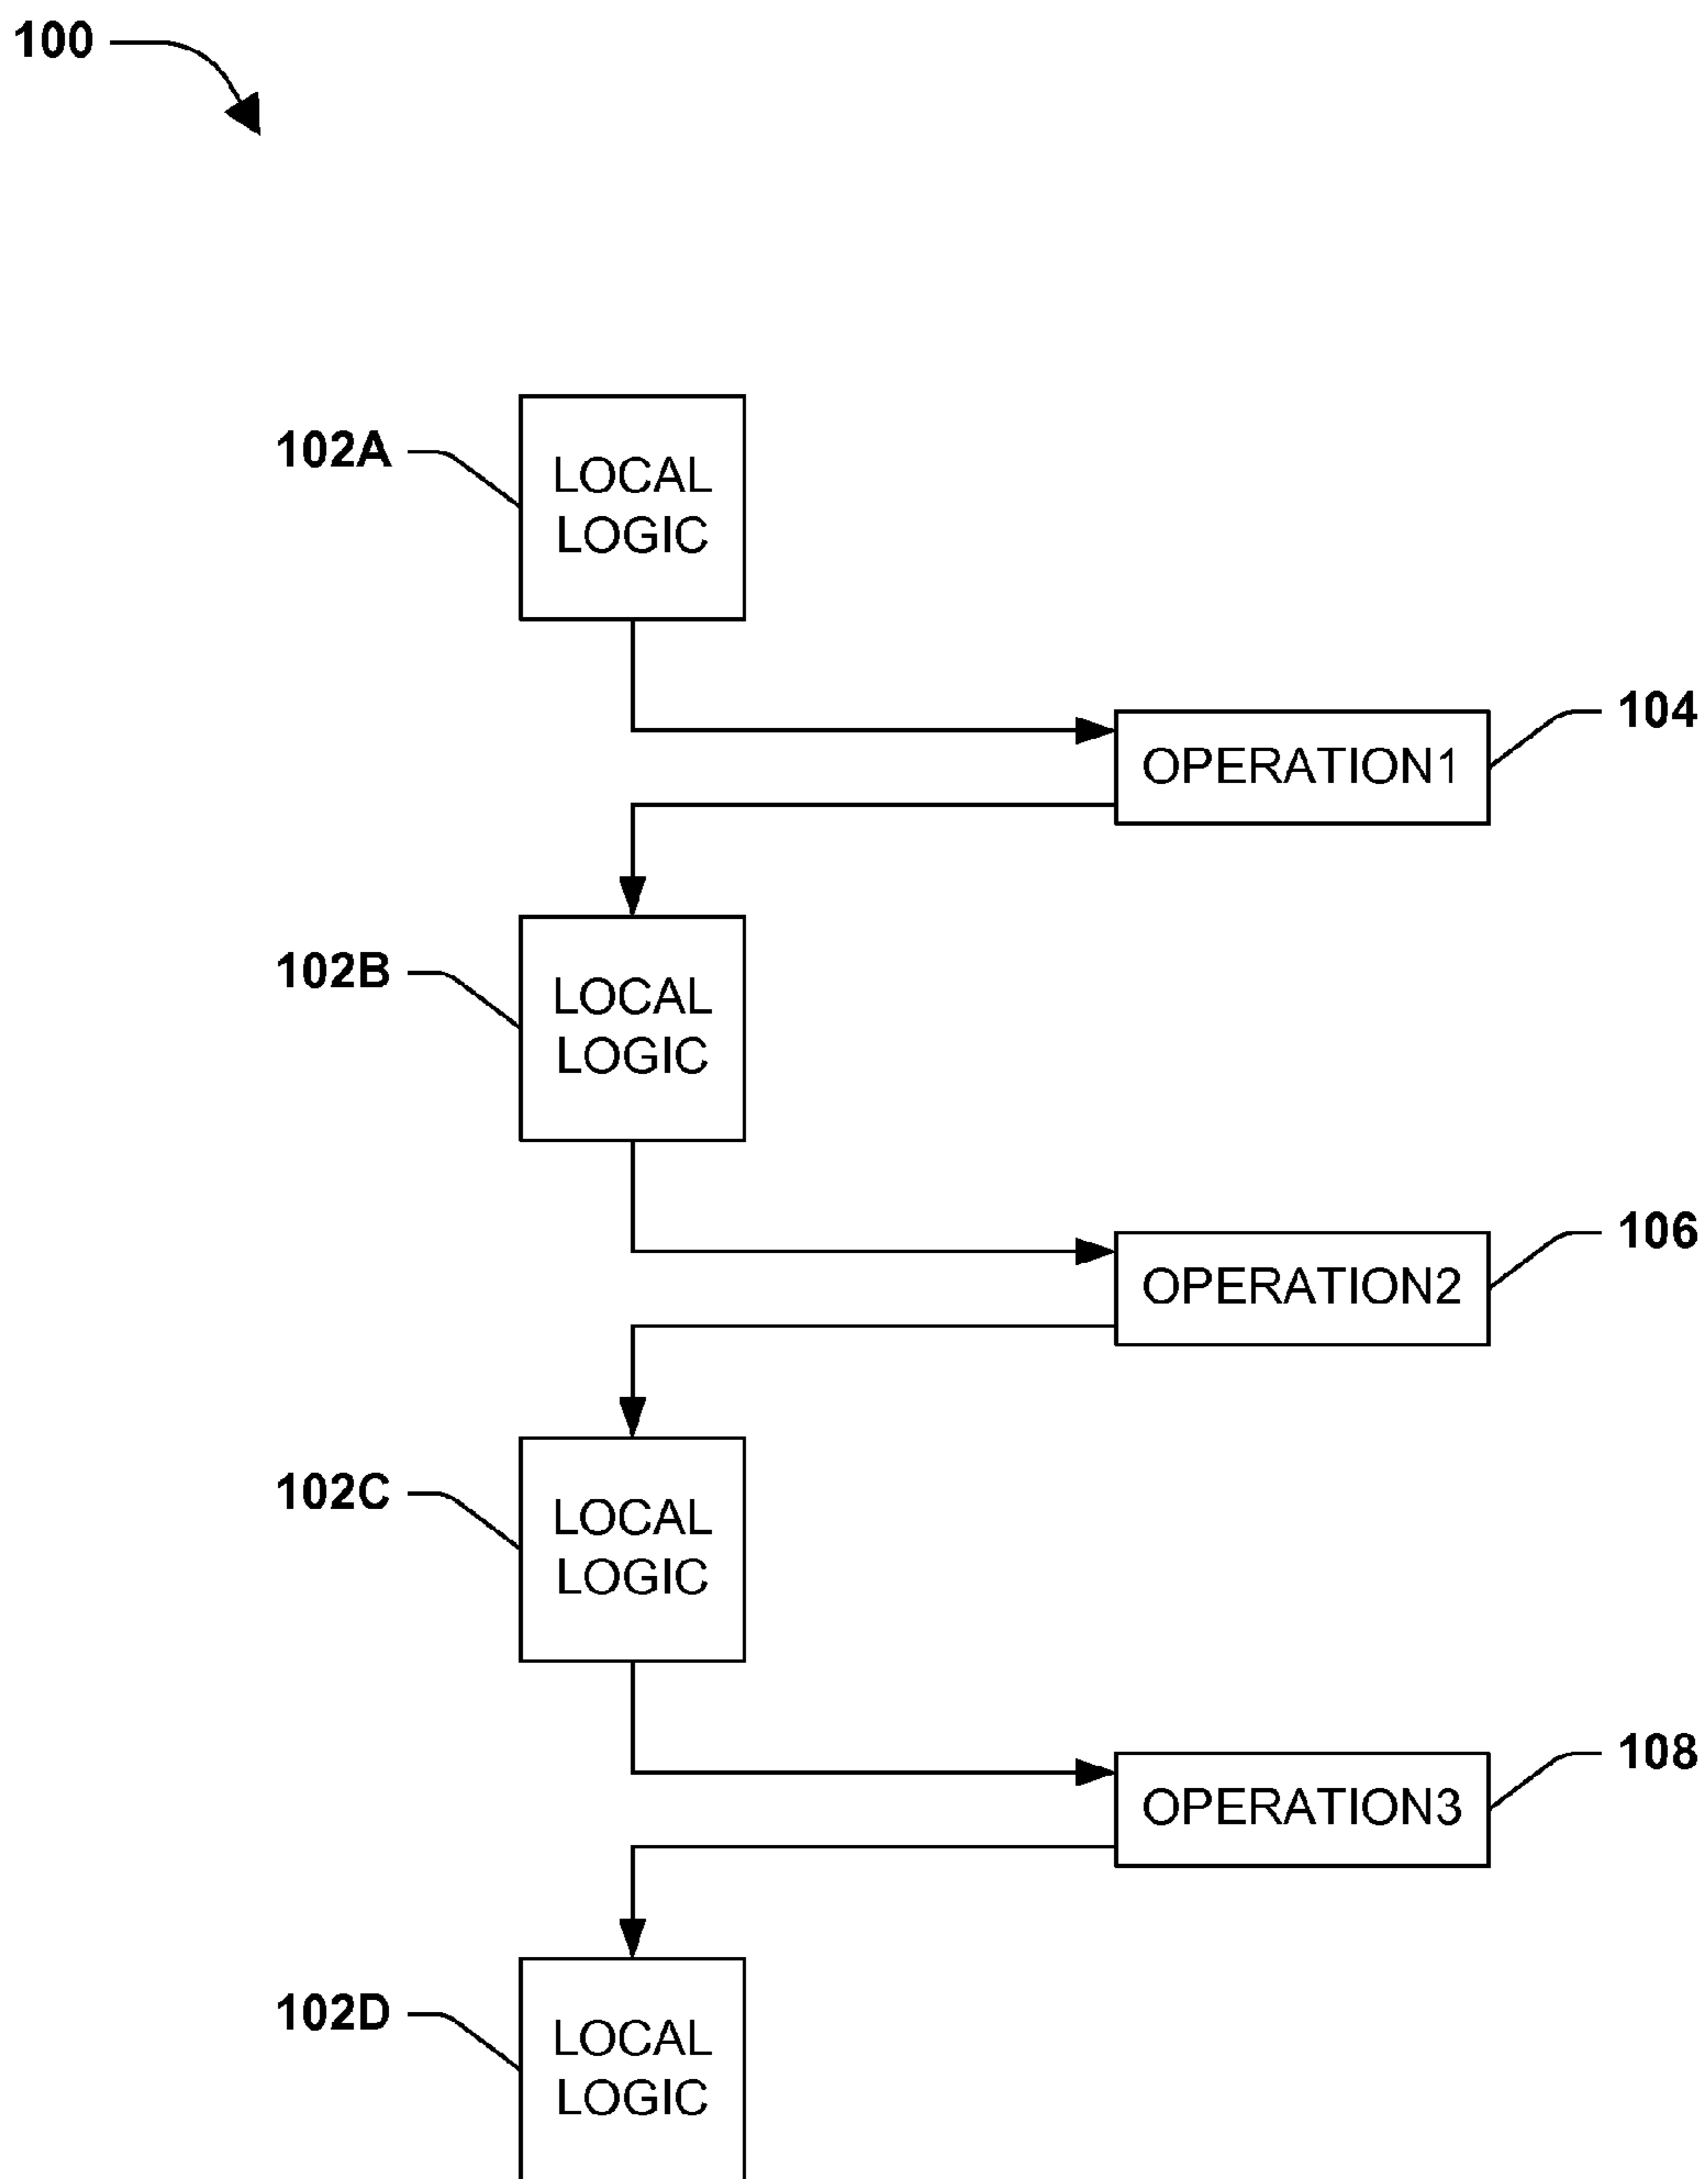 100
102A
LOCAL
LOGIC
104
OPERATION1
102B
LOCAL
LOGIC
106
OPERATION2
102C
LOCAL
LOGIC
108
OPERATION3
102D
LOCAL
LOGIC